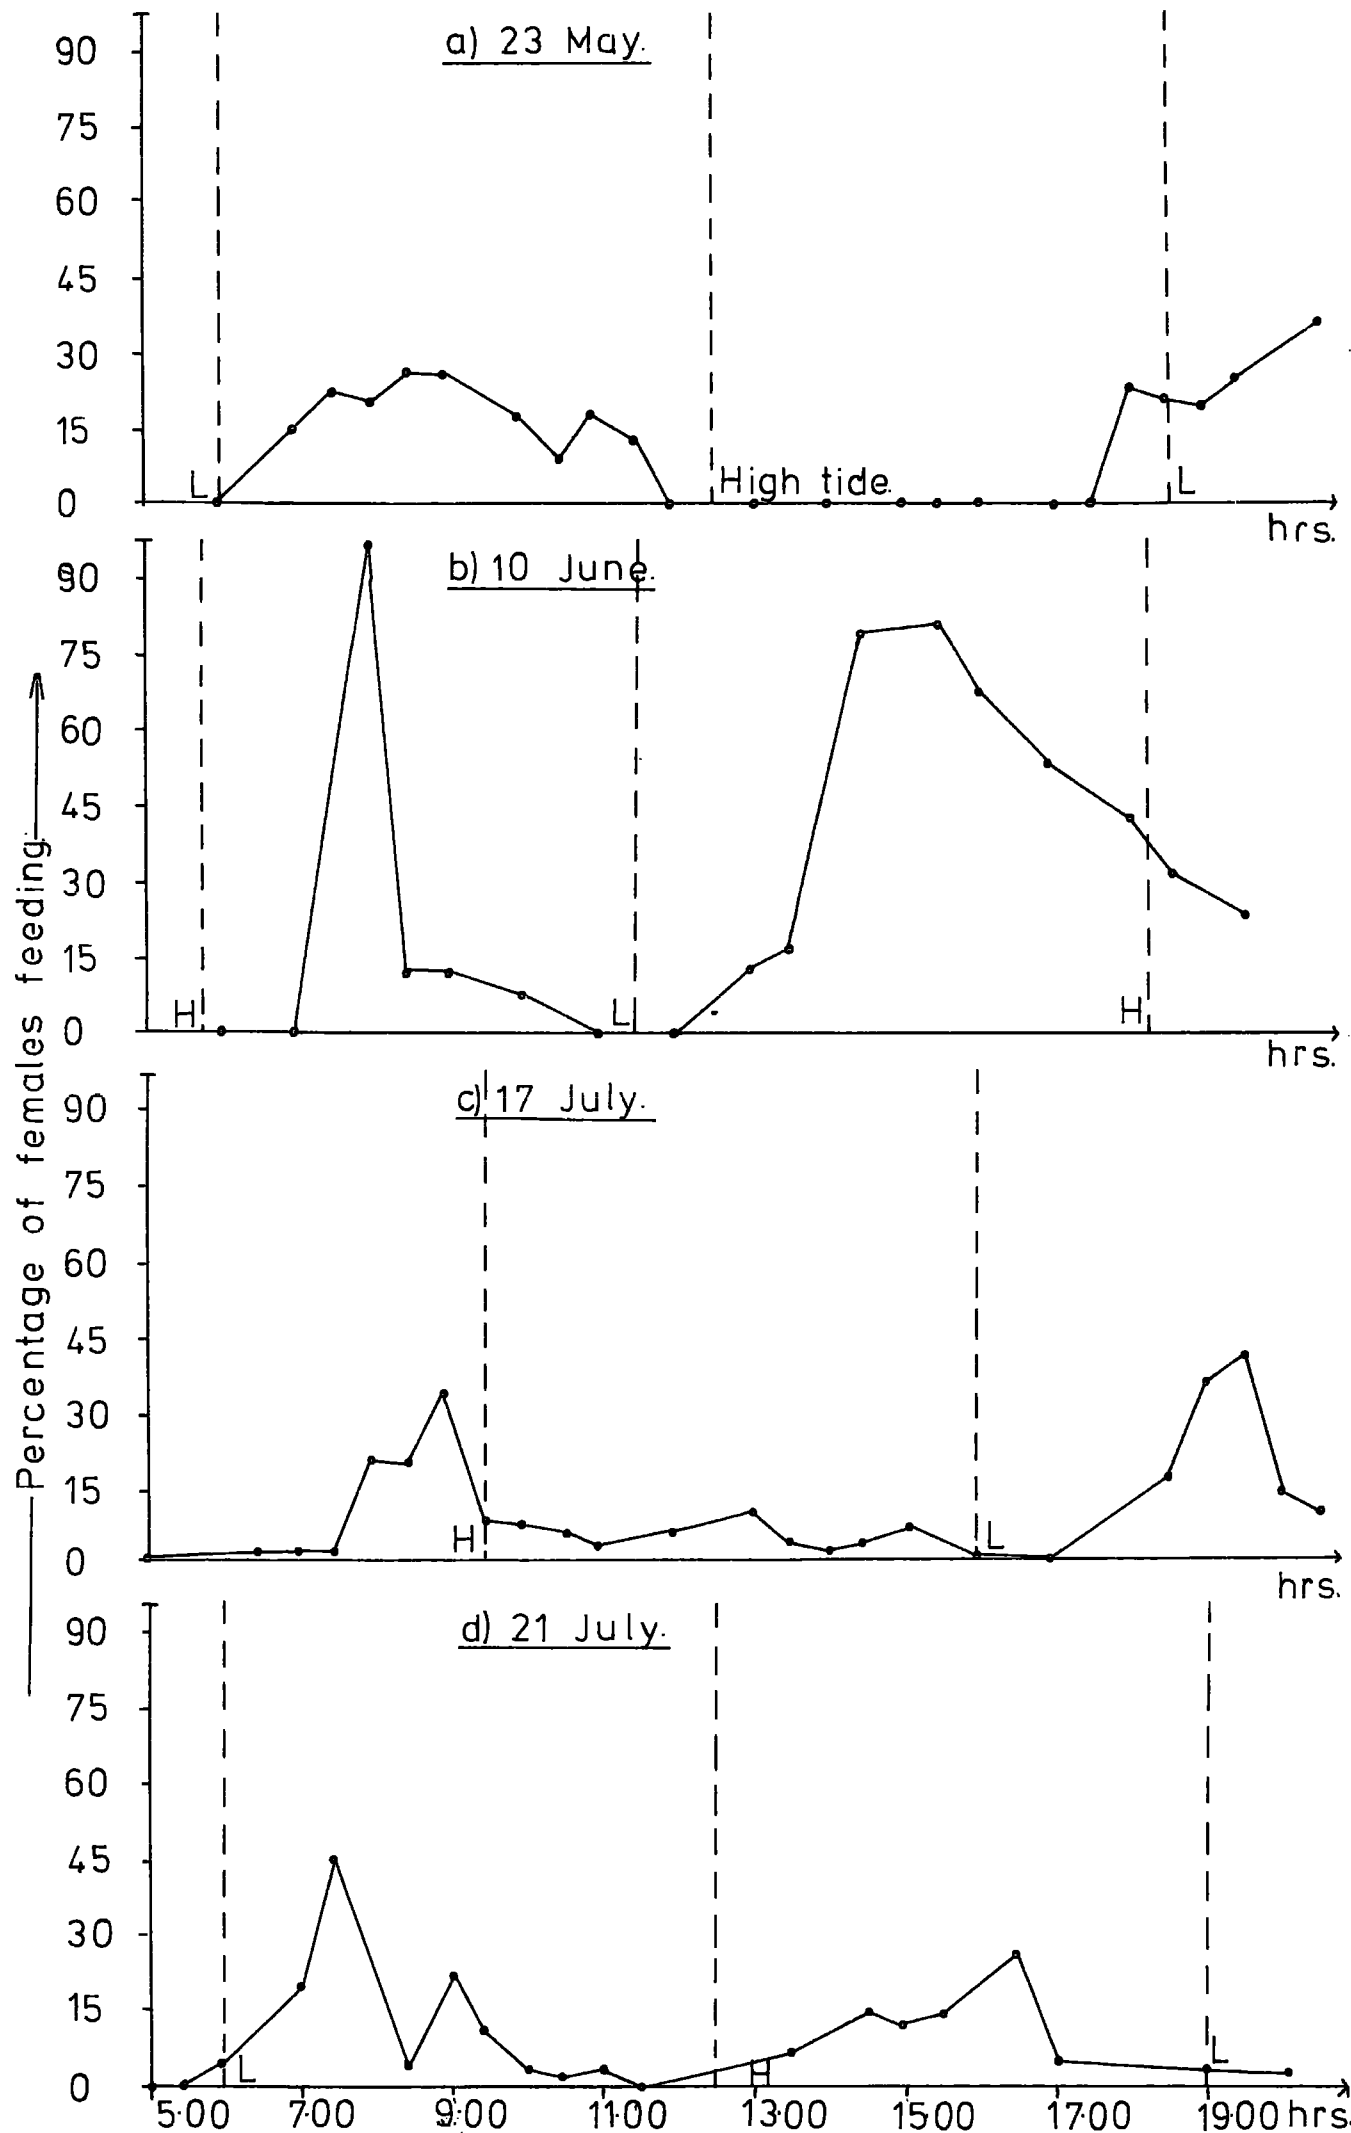 a) 23 May.
90
75
60
45
30
15
0
L
High tide.
L
hrs.
b) 10 June.
90
75
60
45
30
15
0
H
L
H
hrs.
Percentage of females feeding
c) 17 July.
90
75
60
45
30
15
0
H
L
hrs.
d) 21 July.
90
75
60
45
30
15
0
L
H
L
5·00 7·00 9·00 11·00 13·00 15·00 17·00 19·00 hrs.